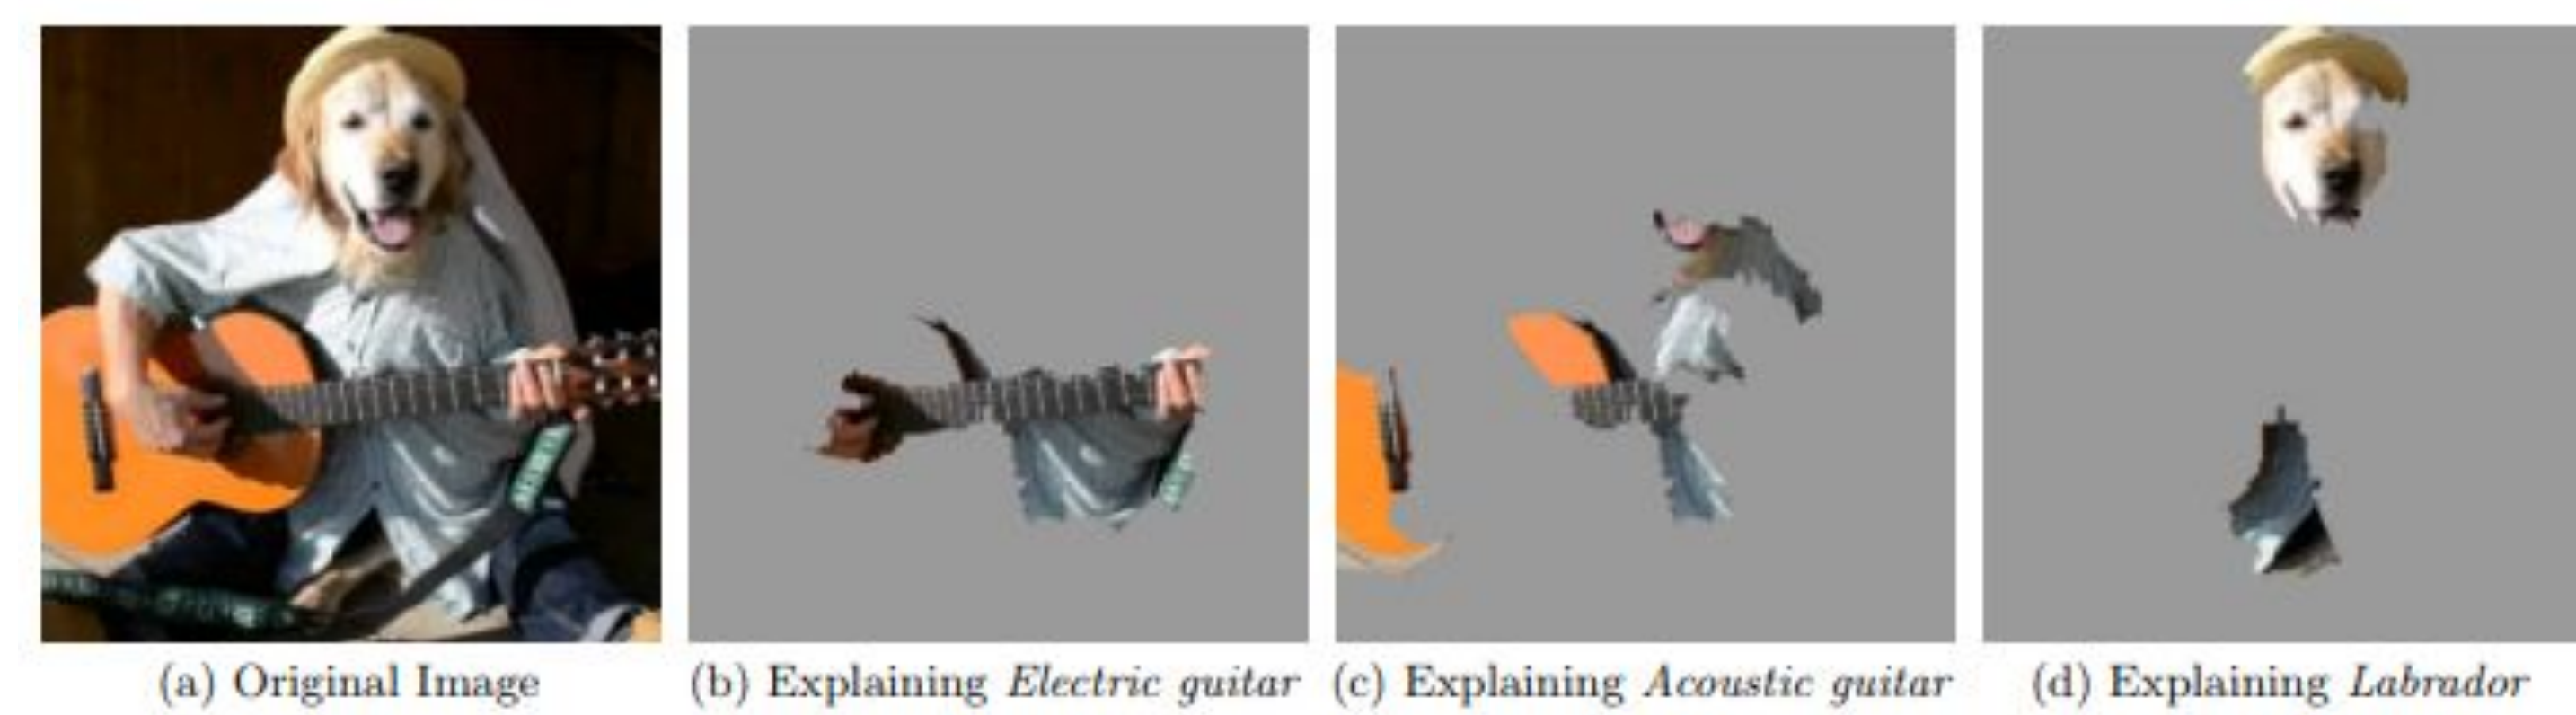 (a) Original Image
(b) Explaining Electric guitar
(c) Explaining Acoustic guitar
(d) Explaining Labrador